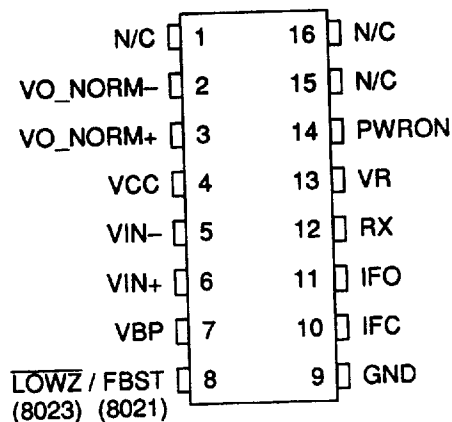 N/C 1 16 N/C
VO_NORM– 2 15 N/C
VO_NORM+ 3 14 PWRON
VCC 4 13 VR
VIN– 5 12 RX
VIN+ 6 11 IFO
VBP 7 10 IFC
LOWZ / FBST 8 9 GND
(8023) (8021)